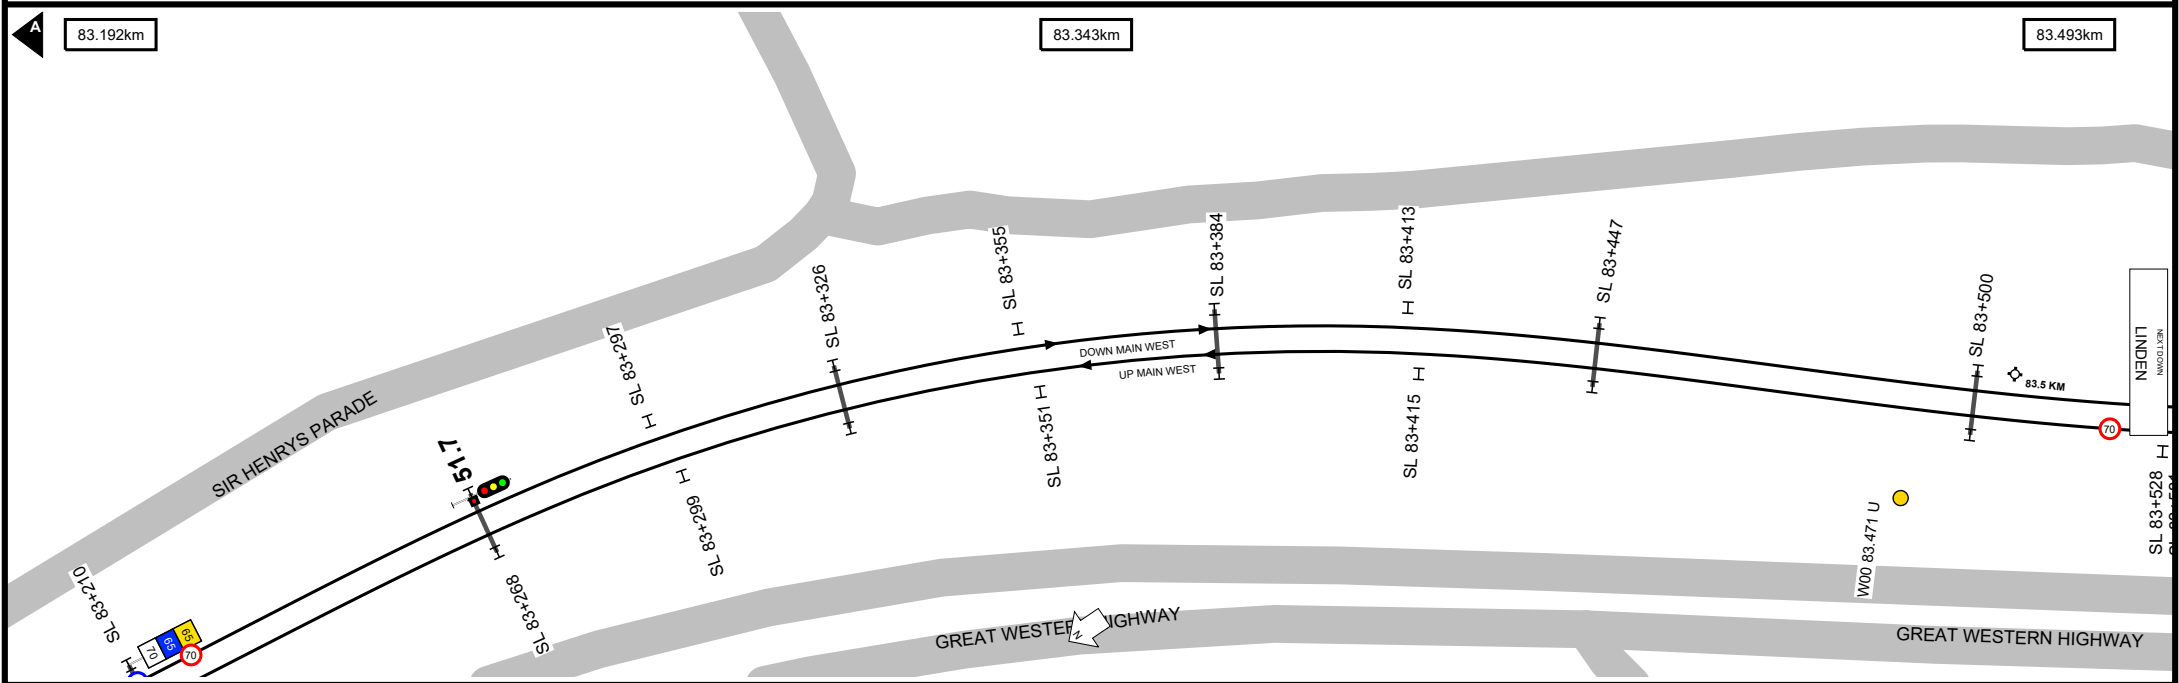 A
83.192km
83.343km
83.493km
SL 83+384
SL 83+413
SL 83+447
SL 83+355
SL 83+326
SL 83+500
SL 83+297
NEXT DOWN
LINDEN
DOWN MAIN WEST
UP MAIN WEST
83.5 KM
SIR HENRYS PARADE
51.7
70
SL 83+351
SL 83+415
SL 83+299
SL 83+528
W00 83.471 U
SL 83+210
SL 83+268
70
65
65
70
GREAT WESTERN HIGHWAY
N
GREAT WESTERN HIGHWAY